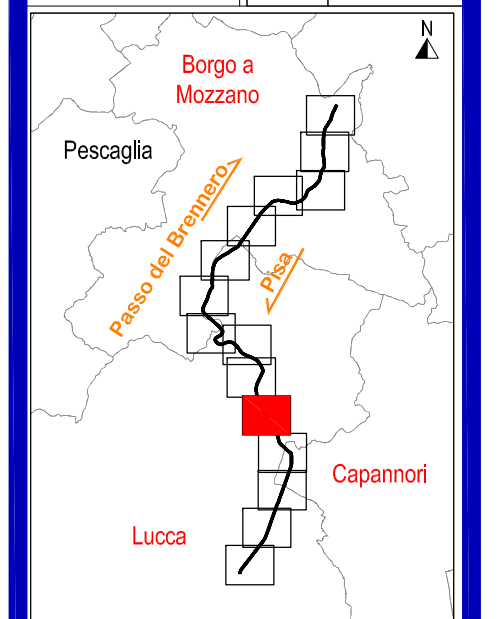 N
Borgo a
Mozzano
Pescaglia
Passo del Brennero
Pisa
Capannori
Lucca